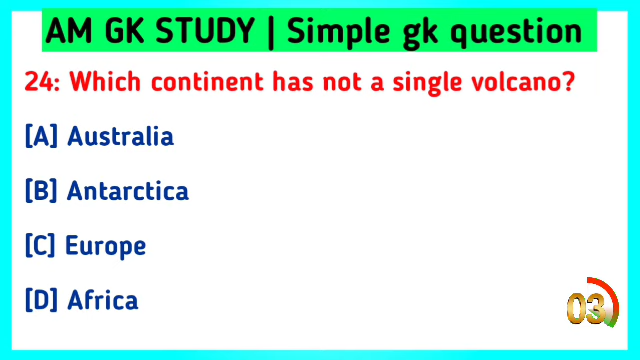 AM GK STUDY | Simple gk question
24: Which continent has not a single volcano?
[A] Australia
[B] Antarctica
[C] Europe
[D] Africa
03